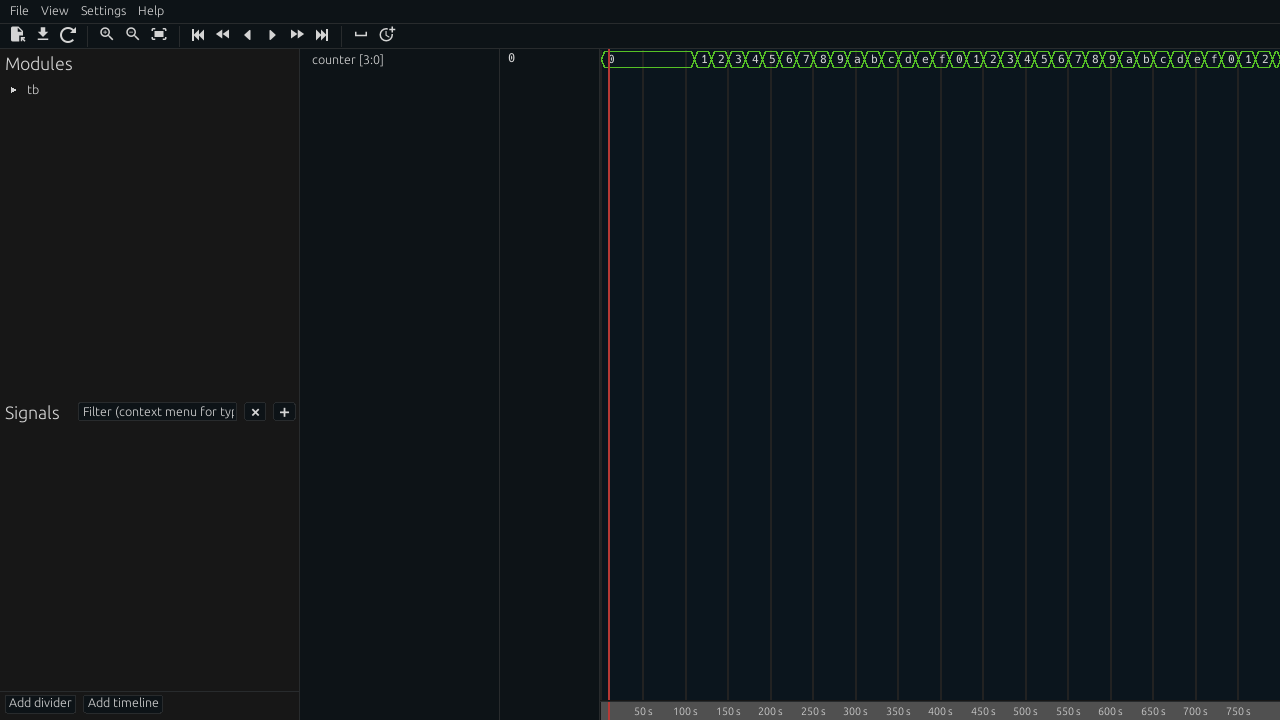 File View Settings Help
Modules
tb
counter [3:0]
0
0 1 2 3 4 5 6 7 8 9 a b c d e f 0 1 2 3 4 5 6 7 8 9 a b c d e f 0 1 2
Signals
Filter (context menu for typ
Add divider Add timeline
50 s 100 s 150 s 200 s 250 s 300 s 350 s 400 s 450 s 500 s 550 s 600 s 650 s 700 s 750 s